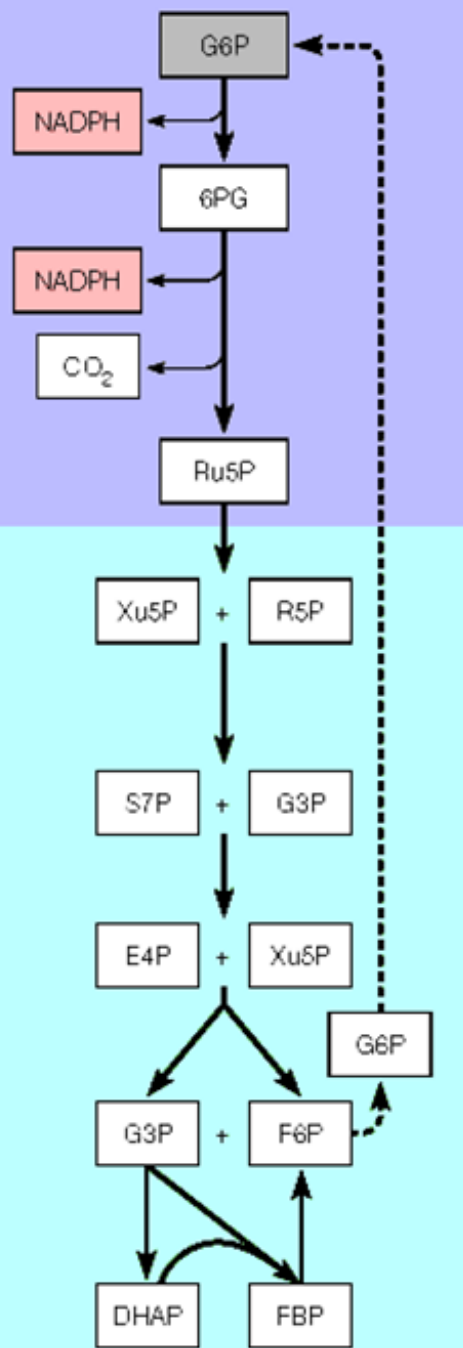 G6P
NADPH
6PG
NADPH
CO₂
Ru5P
Xu5P + R5P
S7P + G3P
E4P + Xu5P
G6P
G3P + F6P
DHAP FBP